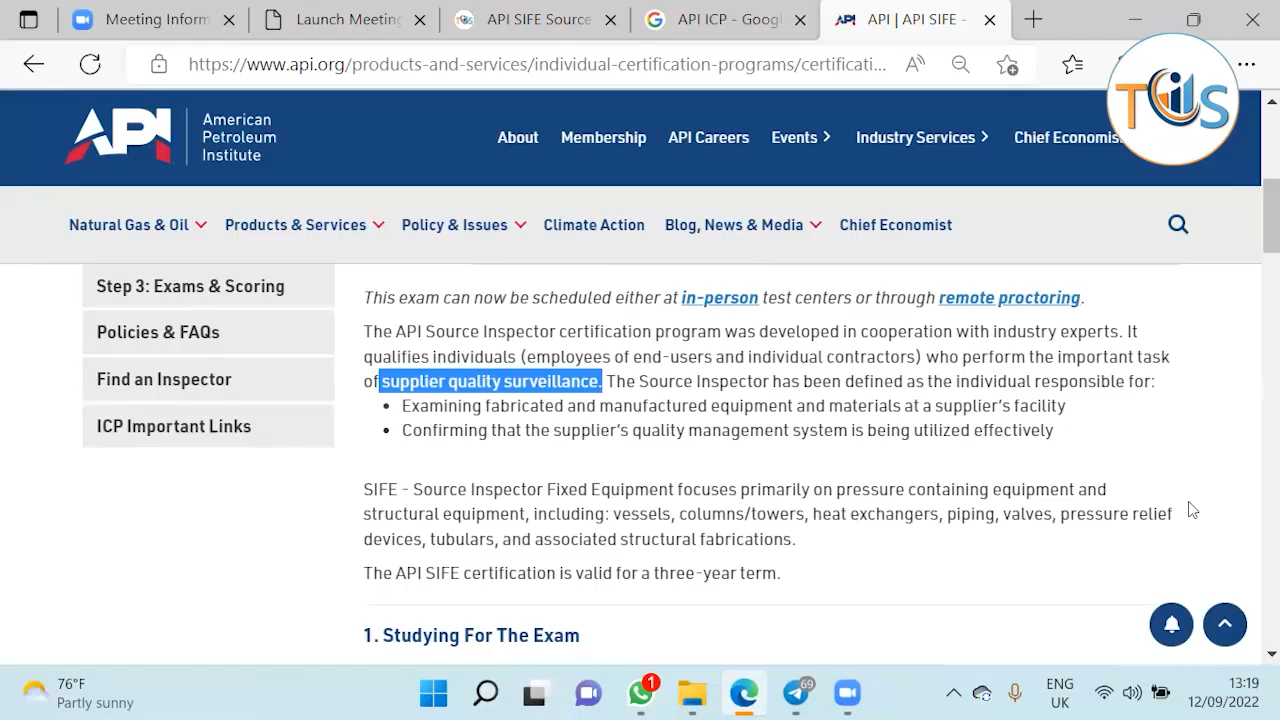 Meeting Inform
Launch Meeting
API SIFE Source
API ICP - Googl
API | API SIFE -
https://www.api.org/products-and-services/individual-certification-programs/certificati...
TiS
API
American
Petroleum
Institute
About
Membership
API Careers
Events
Industry Services
Chief Economis
Natural Gas & Oil
Products & Services
Policy & Issues
Climate Action
Blog, News & Media
Chief Economist
Step 3: Exams & Scoring
Policies & FAQs
Find an Inspector
ICP Important Links
This exam can now be scheduled either at in-person test centers or through remote proctoring.
The API Source Inspector certification program was developed in cooperation with industry experts. It
qualifies individuals (employees of end-users and individual contractors) who perform the important task
of supplier quality surveillance. The Source Inspector has been defined as the individual responsible for:
• Examining fabricated and manufactured equipment and materials at a supplier's facility
• Confirming that the supplier's quality management system is being utilized effectively
SIFE - Source Inspector Fixed Equipment focuses primarily on pressure containing equipment and
structural equipment, including: vessels, columns/towers, heat exchangers, piping, valves, pressure relief
devices, tubulars, and associated structural fabrications.
The API SIFE certification is valid for a three-year term.
1. Studying For The Exam
76°F
Partly sunny
1
69
ENG
UK
13:19
12/09/2022